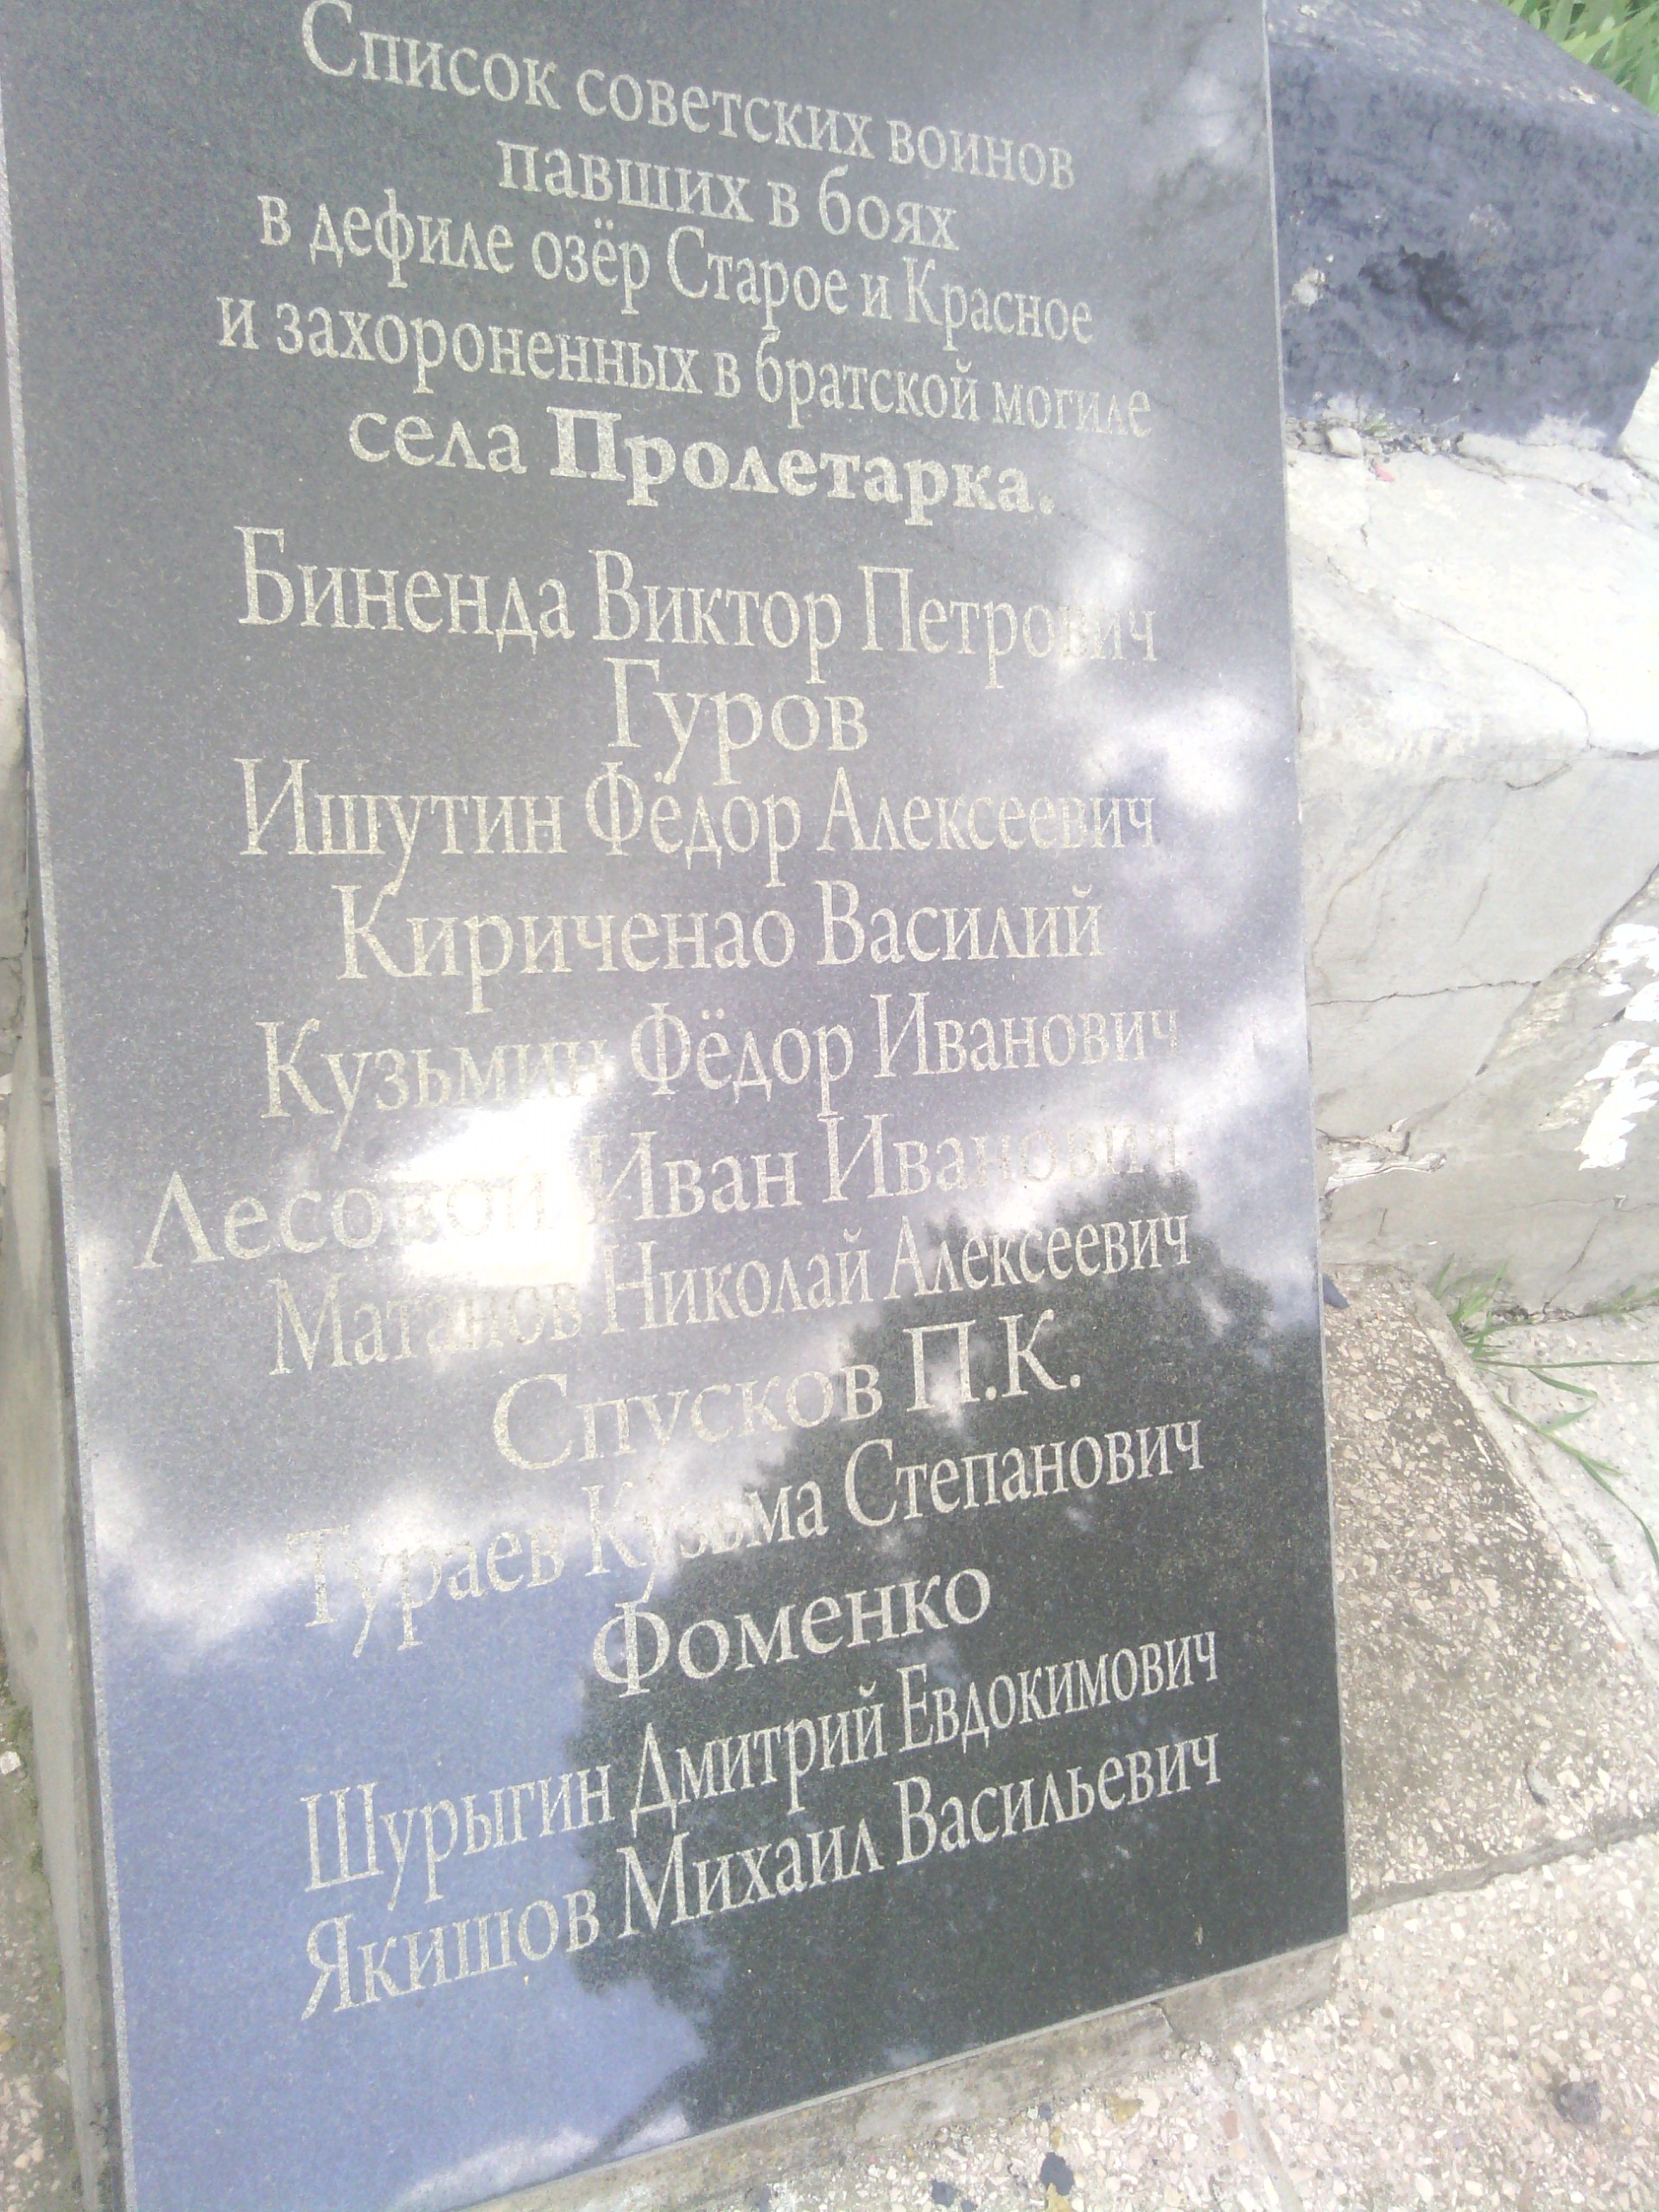 Список советских воинов
павших в боях
в дефиле озёр Старое и Красное
и захороненных в братской могиле
села Пролетарка.
Биненда Виктор Петрович
Гуров
Ишутин Фёдор Алексеевич
Кириченао Василий
Кузьмин Фёдор Иванович
Лесовой Иван Иванович
Матанов Николай Алексеевич
Спусков П.К.
Тураев Кузьма Степанович
Фоменко
Шурыгин Дмитрий Евдокимович
Якишов Михаил Васильевич